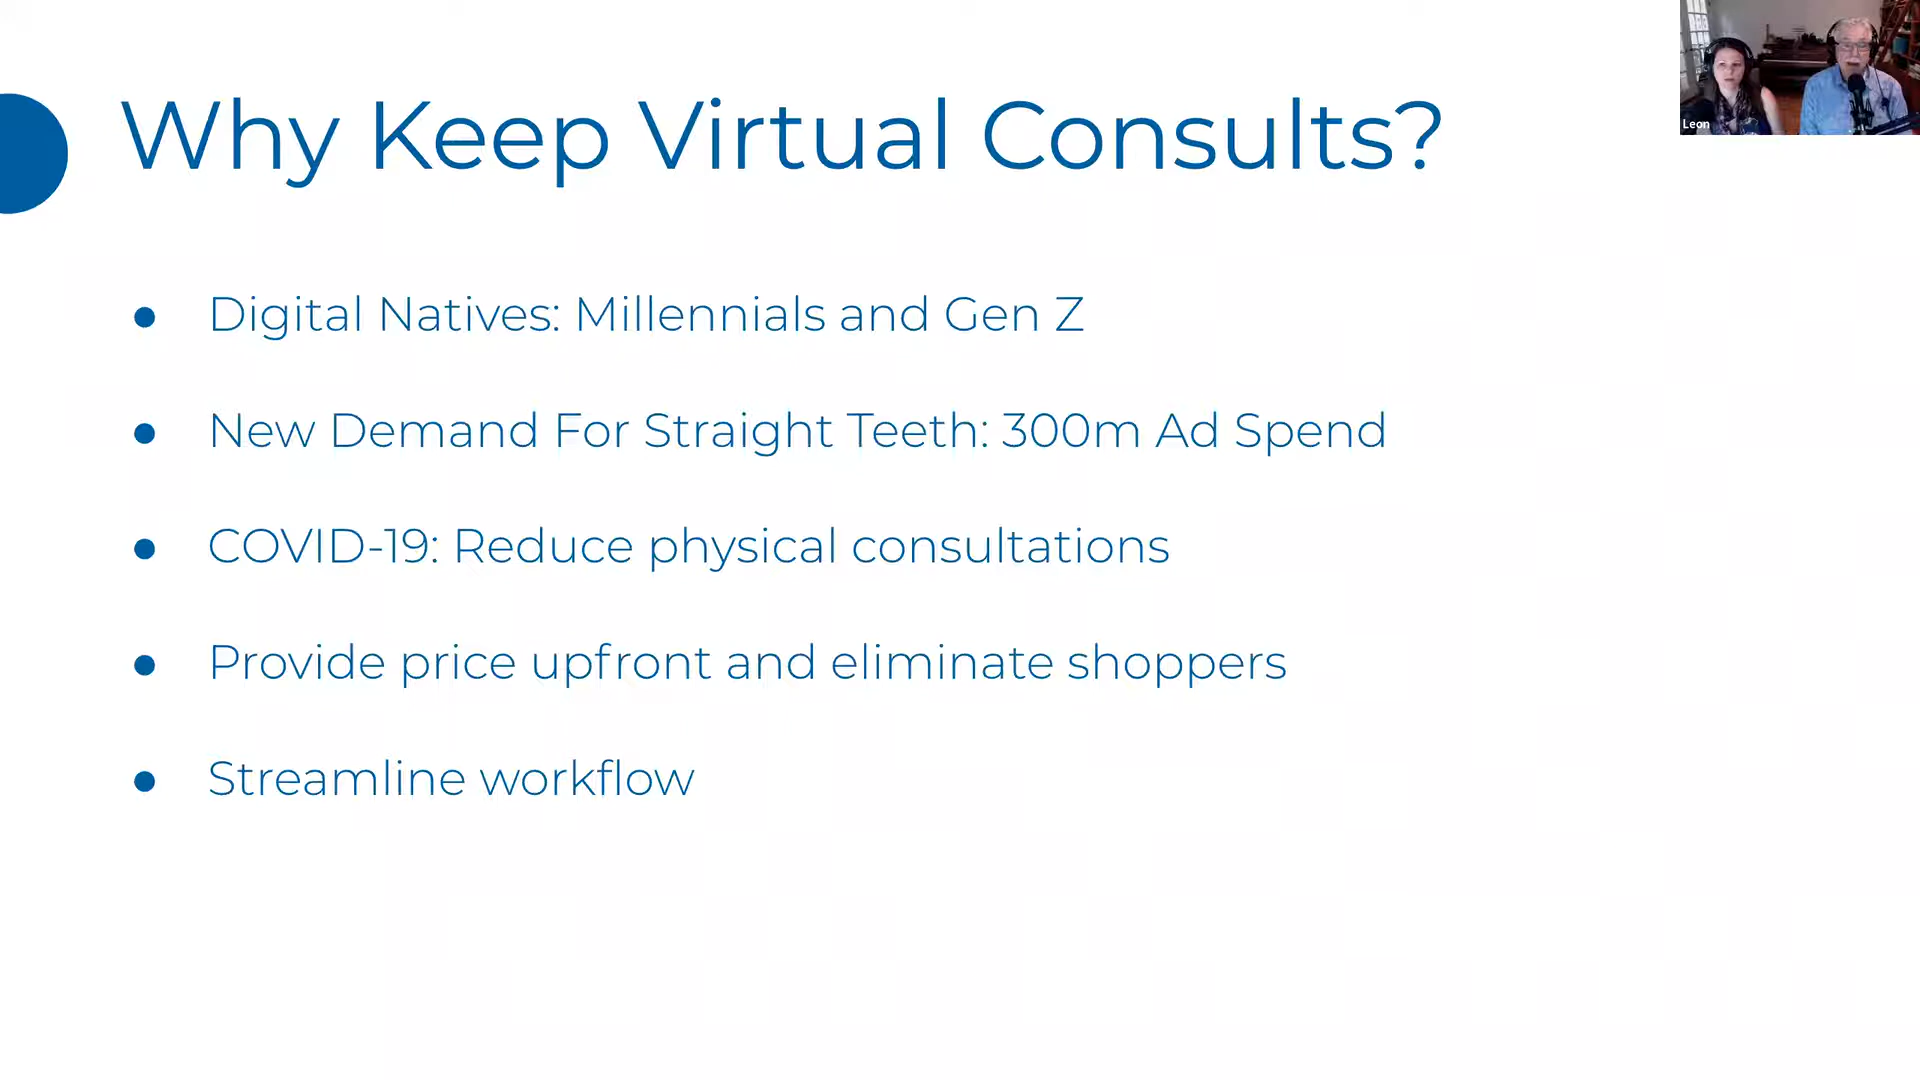 Why Keep Virtual Consults?
Leon
Digital Natives: Millennials and Gen Z
New Demand For Straight Teeth: 300m Ad Spend
COVID-19: Reduce physical consultations
Provide price upfront and eliminate shoppers
Streamline workflow